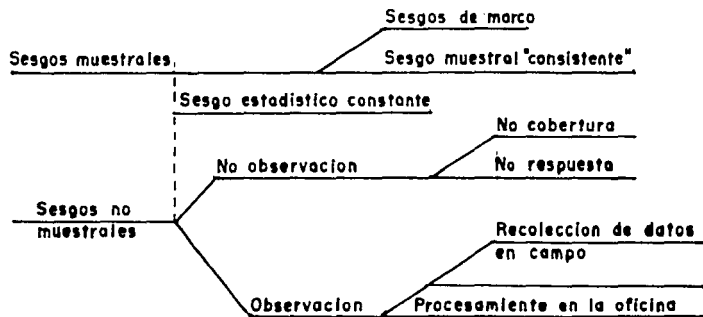 Sesgos de marco
Sesgos muestrales
Sesgo muestral "consistente"
Sesgo estadistico constante
No cobertura
No observacion
No respuesta
Sesgos no
muestrales
Recoleccion de datos
en campo
Observacion
Procesamiente en la oficina